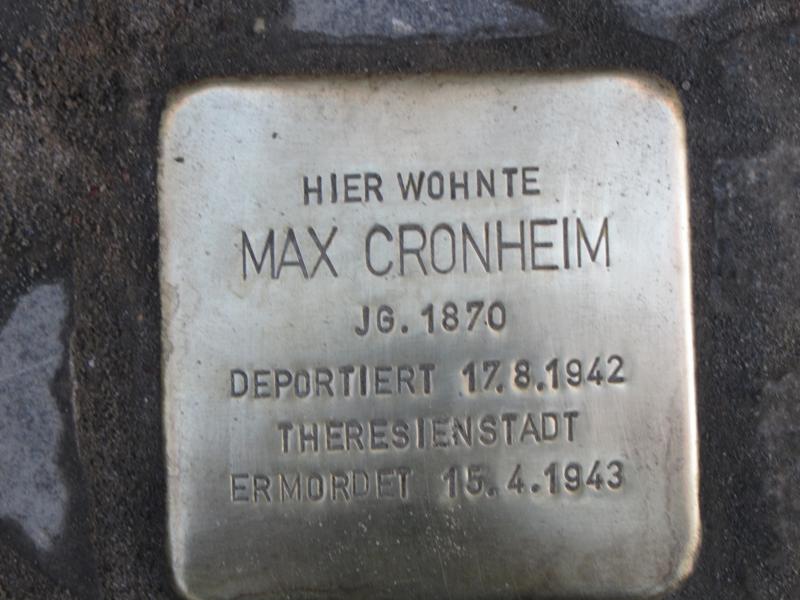 HIER WOHNTE
MAX CRONHEIM
JG. 1870
DEPORTIERT 17.8.1942
THERESIENSTADT
ERMORDET 15.4.1943